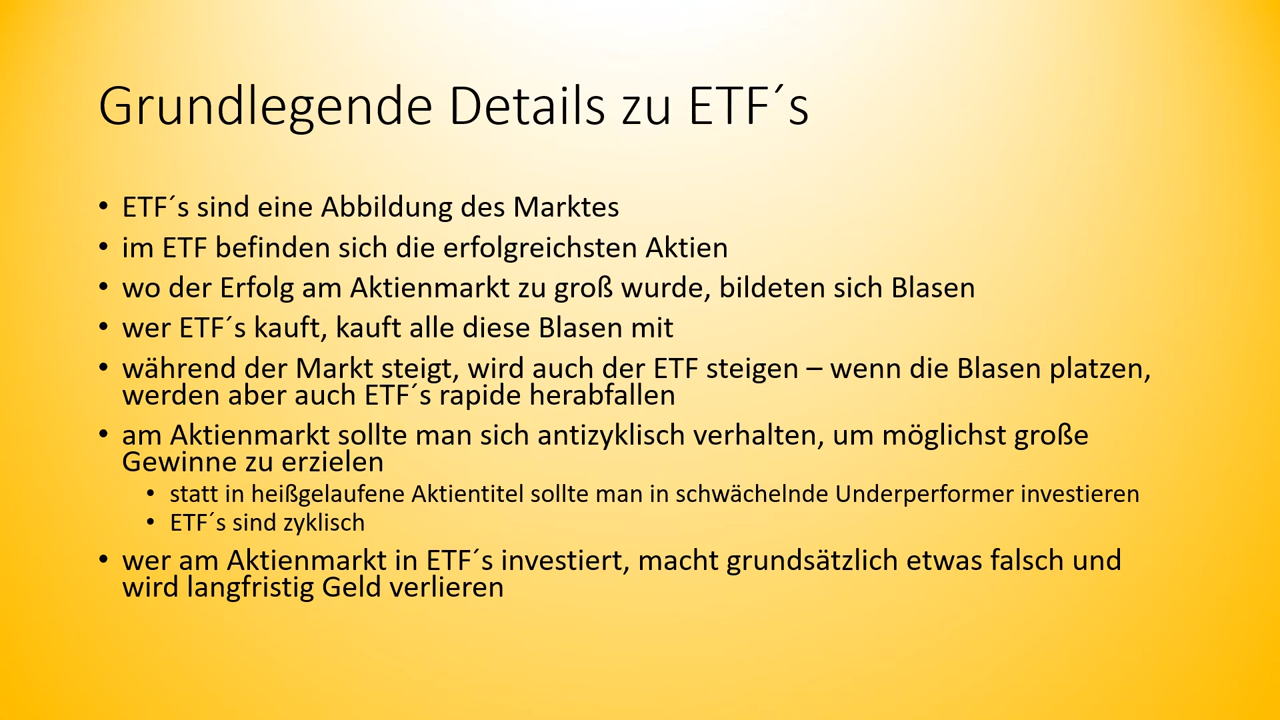 Grundlegende Details zu ETF´s
• ETF´s sind eine Abbildung des Marktes
• im ETF befinden sich die erfolgreichsten Aktien
• wo der Erfolg am Aktienmarkt zu groß wurde, bildeten sich Blasen
• wer ETF´s kauft, kauft alle diese Blasen mit
• während der Markt steigt, wird auch der ETF steigen – wenn die Blasen platzen,
werden aber auch ETF´s rapide herabfallen
• am Aktienmarkt sollte man sich antizyklisch verhalten, um möglichst große
Gewinne zu erzielen
• statt in heißgelaufene Aktientitel sollte man in schwächelnde Underperformer investieren
• ETF´s sind zyklisch
• wer am Aktienmarkt in ETF´s investiert, macht grundsätzlich etwas falsch und
wird langfristig Geld verlieren